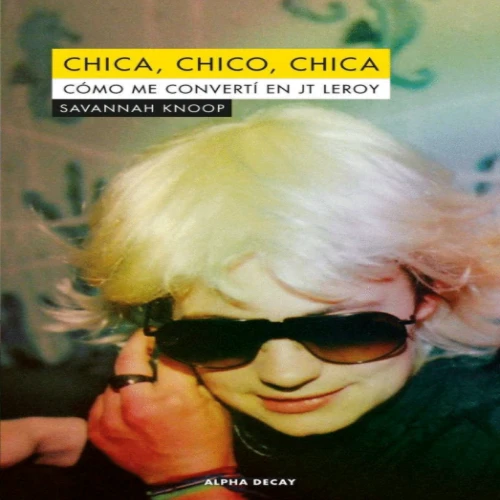 CHICA, CHICO, CHICA
CÓMO ME CONVERTÍ EN JT LEROY
SAVANNAH KNOOP
ALPHA DECAY